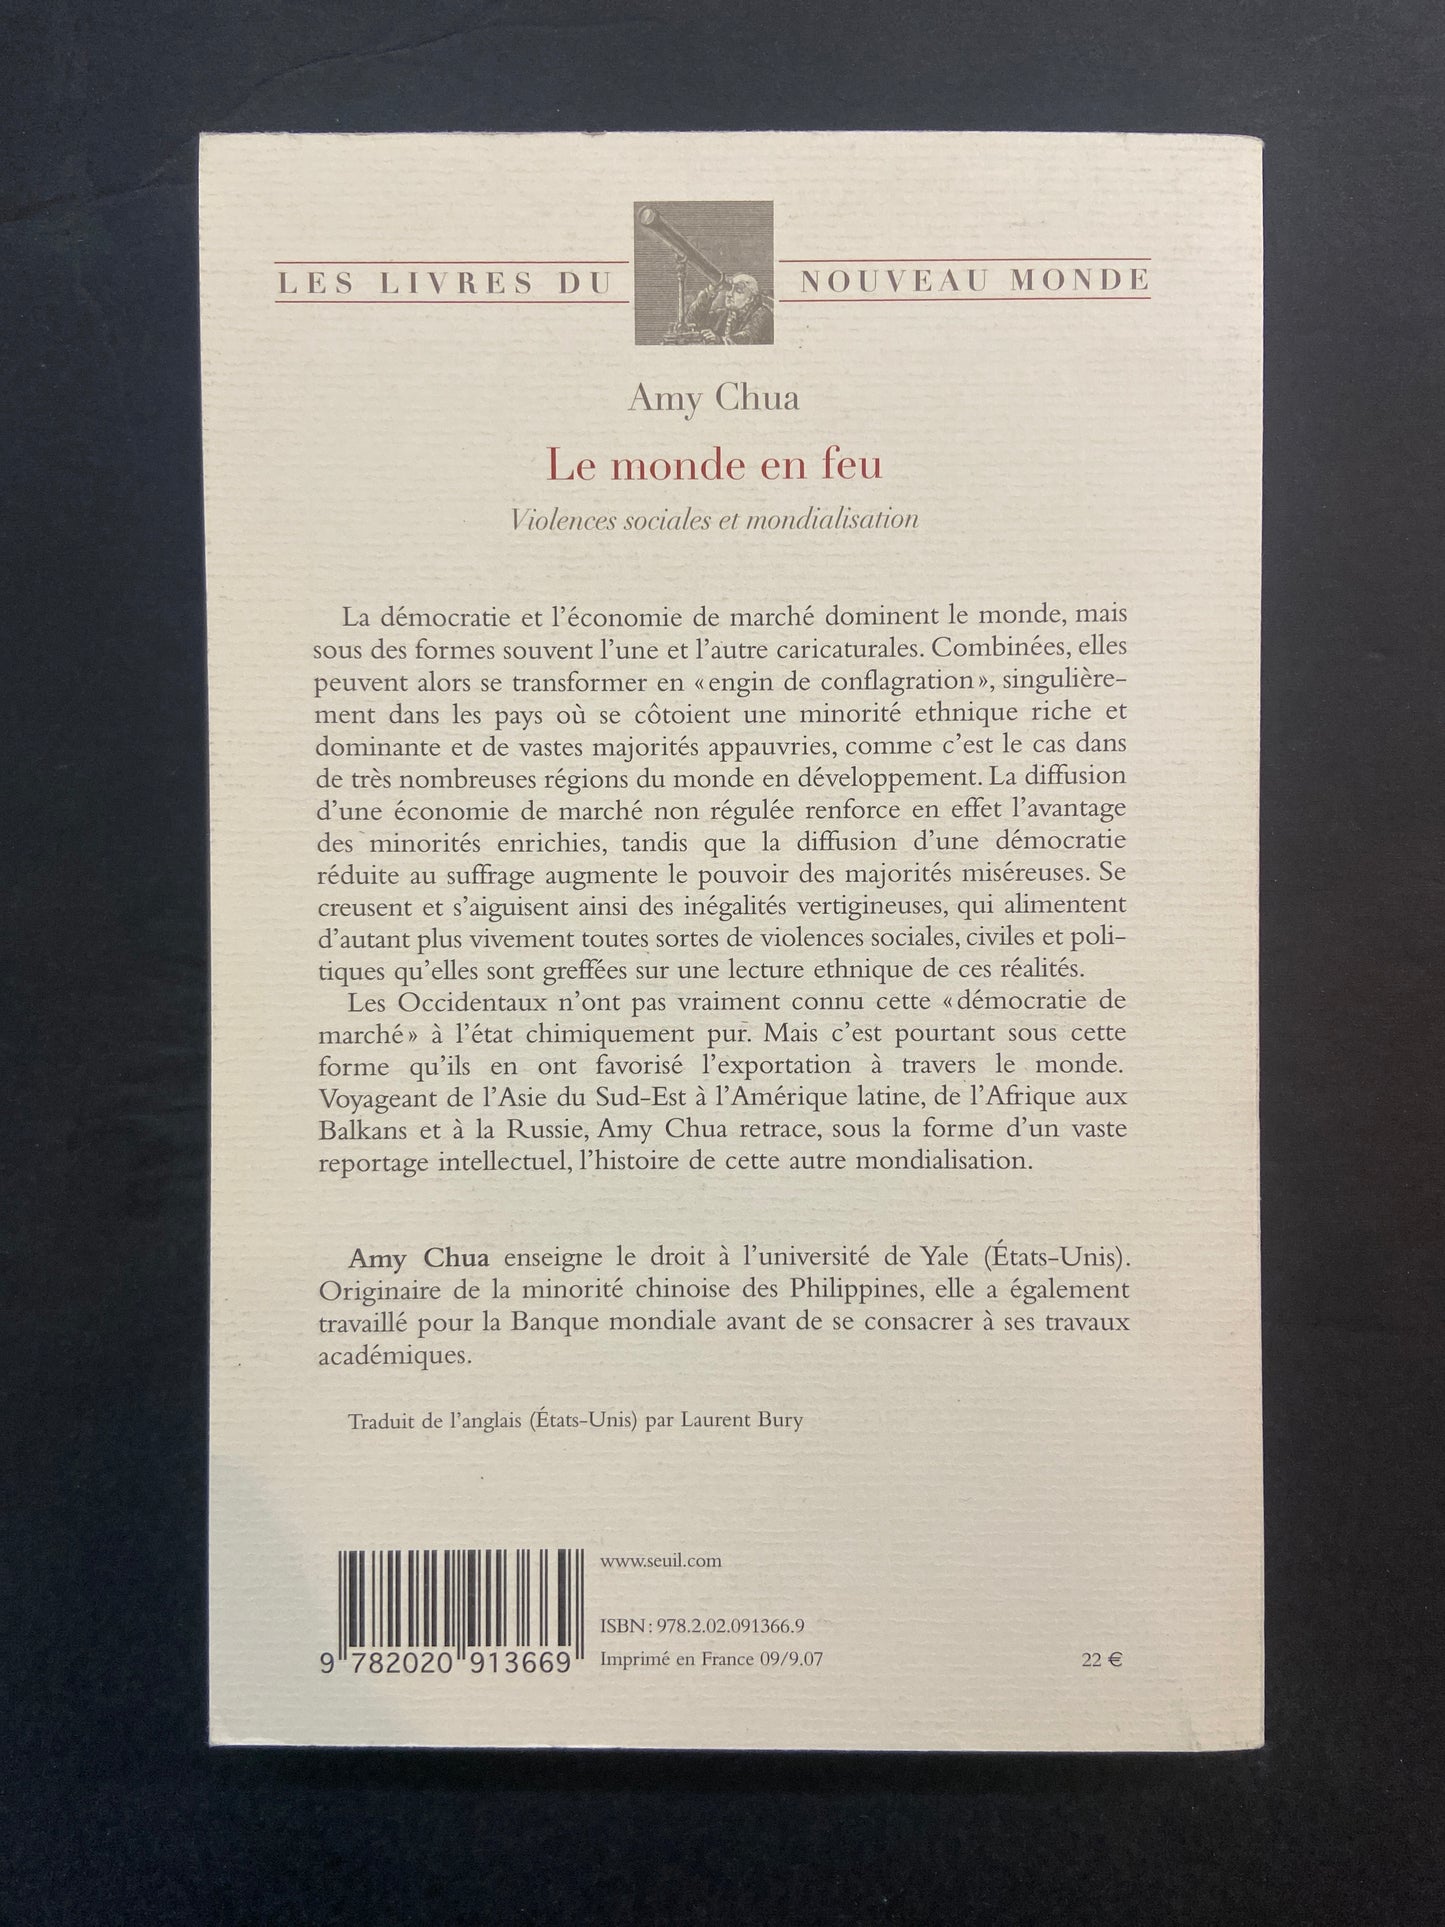 LES LIVRES DU NOUVEAU MONDE
Amy Chua
Le monde en feu
Violences sociales et mondialisation
La démocratie et l'économie de marché dominent le monde, mais
sous des formes souvent l'une et l'autre caricaturales. Combinées, elles
peuvent alors se transformer en «engin de conflagration», singulière-
ment dans les pays où se côtoient une minorité ethnique riche et
dominante et de vastes majorités appauvries, comme c'est le cas dans
de très nombreuses régions du monde en développement. La diffusion
d'une économie de marché non régulée renforce en effet l'avantage
des minorités enrichies, tandis que la diffusion d'une démocratie
réduite au suffrage augmente le pouvoir des majorités miséreuses. Se
creusent et s'aiguisent ainsi des inégalités vertigineuses, qui alimentent
d'autant plus vivement toutes sortes de violences sociales, civiles et poli-
tiques qu'elles sont greffées sur une lecture ethnique de ces réalités.
Les Occidentaux n'ont pas vraiment connu cette «démocratie de
marché» à l'état chimiquement pur. Mais c'est pourtant sous cette
forme qu'ils en ont favorisé l'exportation à travers le monde.
Voyageant de l'Asie du Sud-Est à l'Amérique latine, de l'Afrique aux
Balkans et à la Russie, Amy Chua retrace, sous la forme d'un vaste
reportage intellectuel, l'histoire de cette autre mondialisation.
Amy Chua enseigne le droit à l'université de Yale (États-Unis).
Originaire de la minorité chinoise des Philippines, elle a également
travaillé pour la Banque mondiale avant de se consacrer à ses travaux
académiques.
Traduit de l'anglais (États-Unis) par Laurent Bury
www.seuil.com
ISBN: 978.2.02.091366.9
Imprimé en France 09/9.07
22 €
9 782020 913669